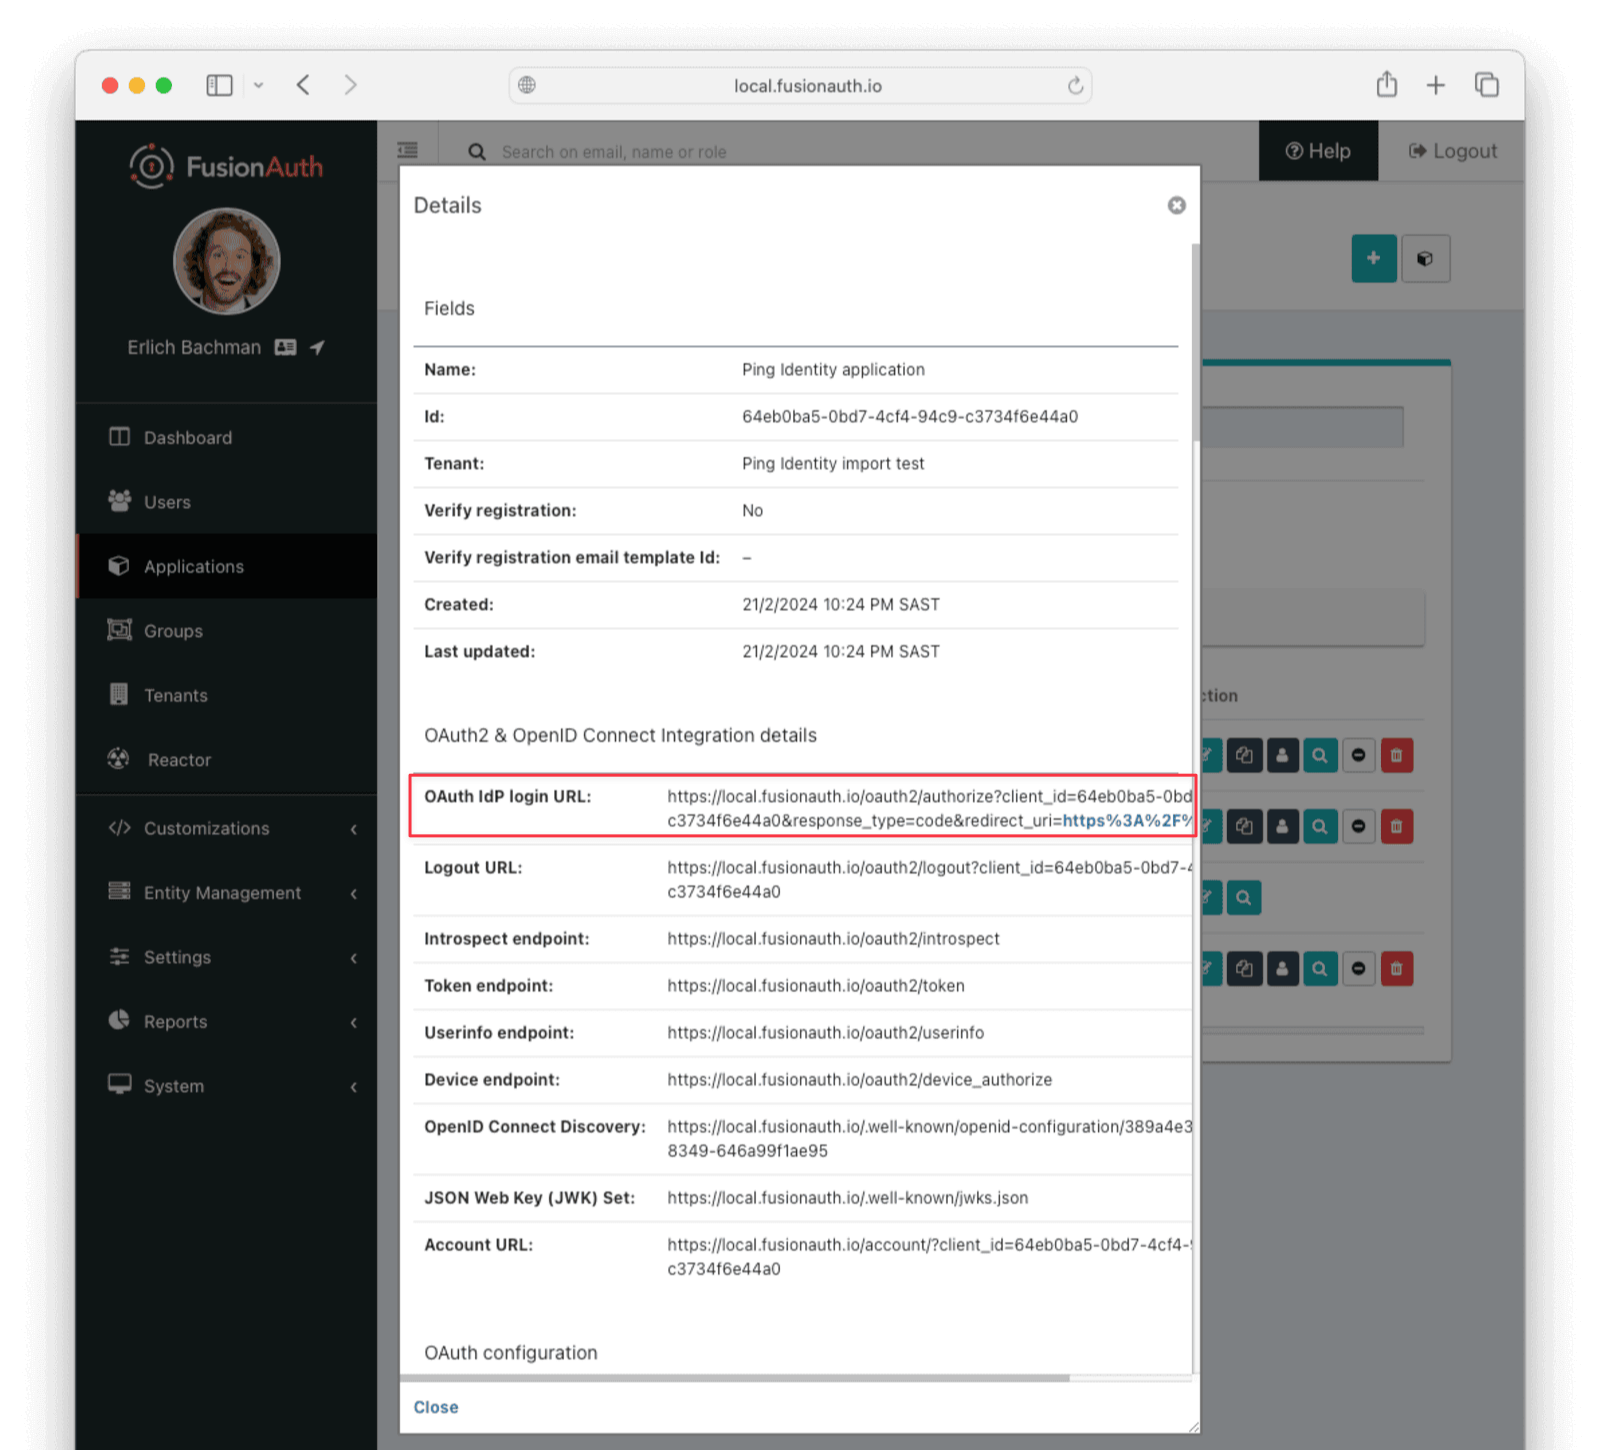 local.fusionauth.io
FusionAuth
Search on email, name or role
Help
Logout
Erlich Bachman
Dashboard
Users
Applications
Groups
Tenants
Reactor
Customizations
Entity Management
Settings
Reports
System
Details
Fields
Name: Ping Identity application
Id: 64eb0ba5-0bd7-4cf4-94c9-c3734f6e44a0
Tenant: Ping Identity import test
Verify registration: No
Verify registration email template Id: –
Created: 21/2/2024 10:24 PM SAST
Last updated: 21/2/2024 10:24 PM SAST
OAuth2 & OpenID Connect Integration details
OAuth IdP login URL: https://local.fusionauth.io/oauth2/authorize?client_id=64eb0ba5-0bd
c3734f6e44a0&response_type=code&redirect_uri=https%3A%2F%
Logout URL: https://local.fusionauth.io/oauth2/logout?client_id=64eb0ba5-0bd7-4
c3734f6e44a0
Introspect endpoint: https://local.fusionauth.io/oauth2/introspect
Token endpoint: https://local.fusionauth.io/oauth2/token
Userinfo endpoint: https://local.fusionauth.io/oauth2/userinfo
Device endpoint: https://local.fusionauth.io/oauth2/device_authorize
OpenID Connect Discovery: https://local.fusionauth.io/.well-known/openid-configuration/389a4e3
8349-646a99f1ae95
JSON Web Key (JWK) Set: https://local.fusionauth.io/.well-known/jwks.json
Account URL: https://local.fusionauth.io/account/?client_id=64eb0ba5-0bd7-4cf4-9
c3734f6e44a0
OAuth configuration
Close
ction